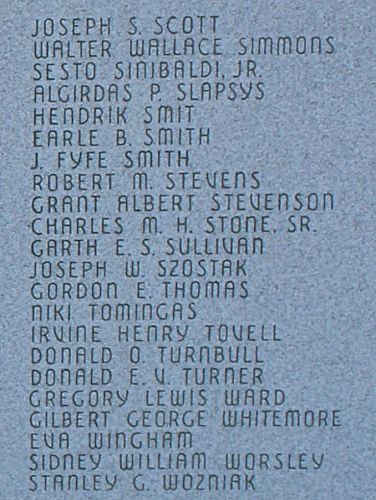 JOSEPH S. SCOTT
WALTER WALLACE SIMMONS
SESTO SINIBALDI, JR.
ALGIRDAS P. SLAPSYS
HENDRIK SMIT
EARLE B. SMITH
J. FYFE SMITH
ROBERT M. STEVENS
GRANT ALBERT STEVENSON
CHARLES M. H. STONE, SR.
GARTH E. S. SULLIVAN
JOSEPH W. SZOSTAK
GORDON E. THOMAS
NIKI TOMINGAS
IRVINE HENRY TOVELL
DONALD O. TURNBULL
DONALD E. V. TURNER
GREGORY LEWIS WARD
GILBERT GEORGE WHITEMORE
EVA WINGHAM
SIDNEY WILLIAM WORSLEY
STANLEY G. WOZNIAK